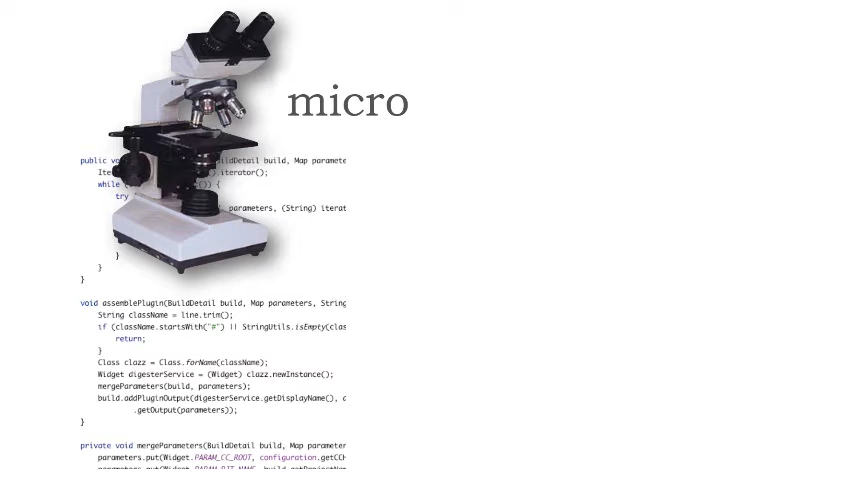 micro
public vo ildDetail build, Map paramete
Ite ).iterator();
while ( ()) {
try
parameters, (String) iterat
}
}
}
void assemblePlugin(BuildDetail build, Map parameters, String
String className = line.trim();
if (className.startsWith("#") || StringUtils.isEmpty(clas
return;
}
Class clazz = Class.forName(className);
Widget digesterService = (Widget) clazz.newInstance();
mergeParameters(build, parameters);
build.addPluginOutput(digesterService.getDisplayName(),
.getOutput(parameters));
}
private void mergeParameters(BuildDetail build, Map parameter
parameters.put(Widget.PARAM_CC_ROOT, configuration.getCCH